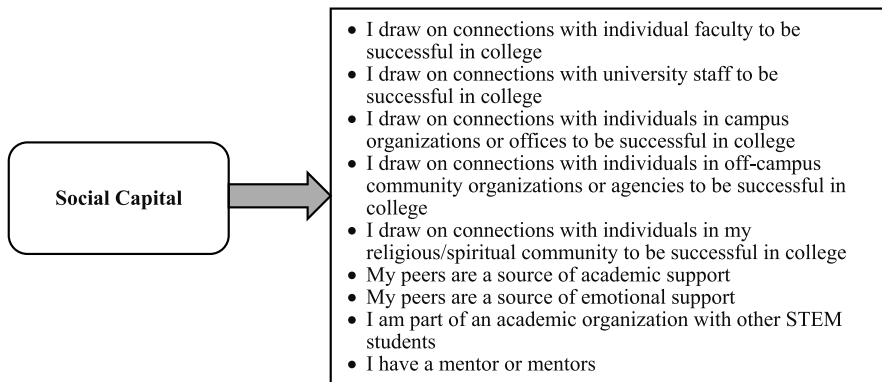 Social Capital
• I draw on connections with individual faculty to be
successful in college
• I draw on connections with university staff to be
successful in college
• I draw on connections with individuals in campus
organizations or offices to be successful in college
• I draw on connections with individuals in off-campus
community organizations or agencies to be successful in
college
• I draw on connections with individuals in my
religious/spiritual community to be successful in college
• My peers are a source of academic support
• My peers are a source of emotional support
• I am part of an academic organization with other STEM
students
• I have a mentor or mentors